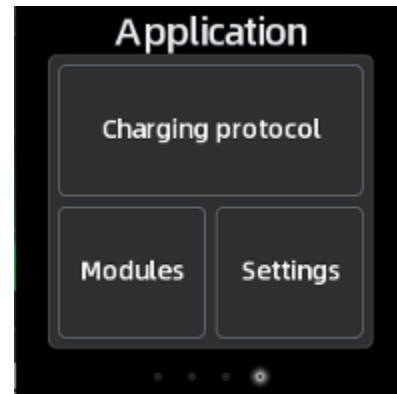 Application
Charging protocol
Modules
Settings